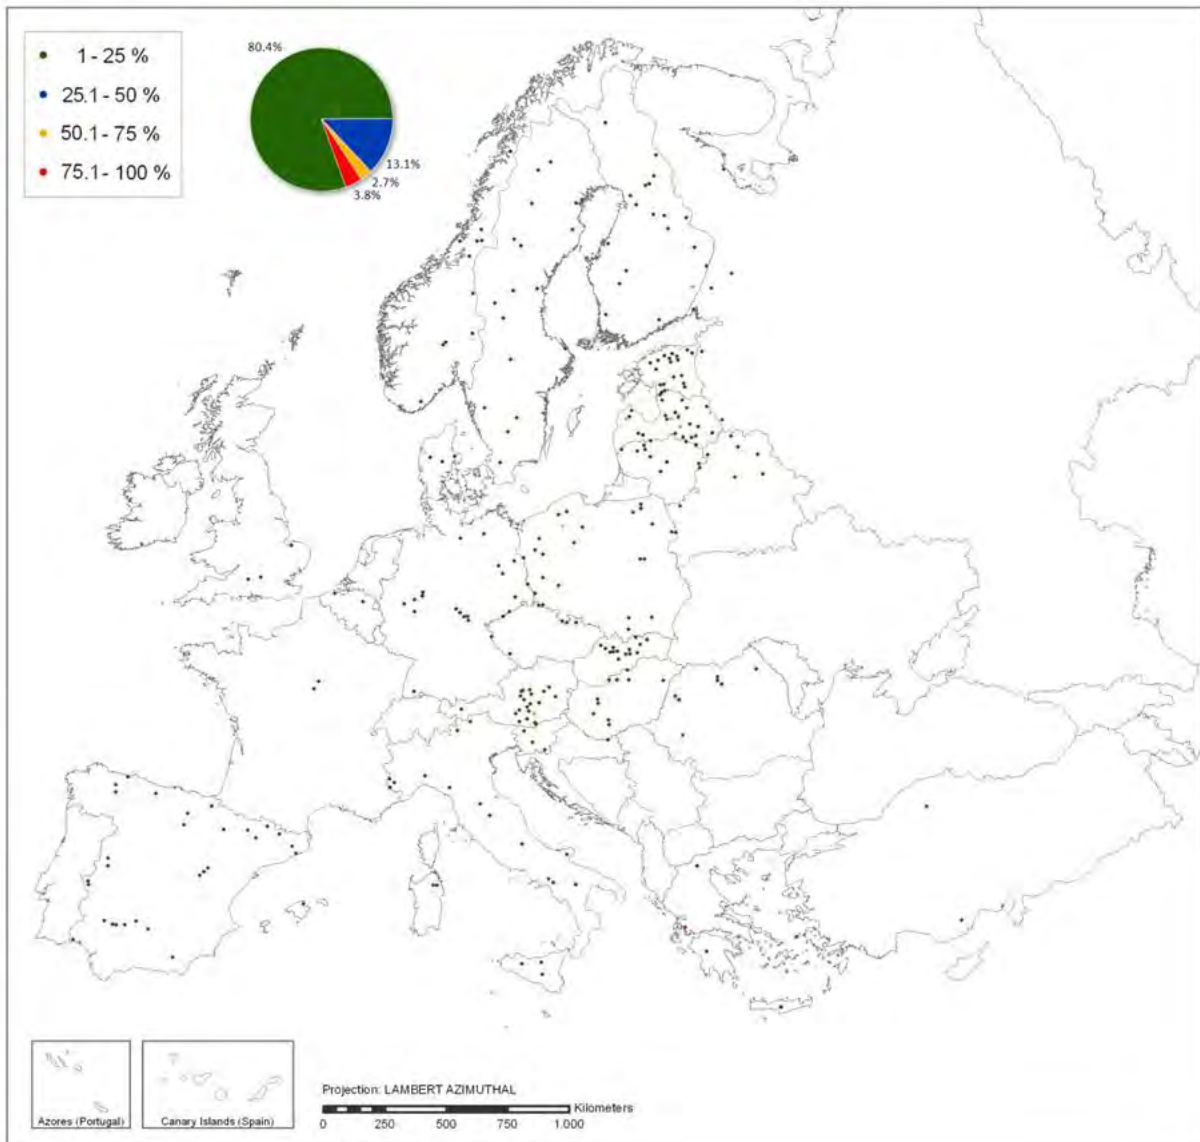 1 - 25 %
25.1 - 50 %
50.1 - 75 %
75.1 - 100 %
80.4%
13.1%
2.7%
3.8%
Azores (Portugal)
Canary Islands (Spain)
Projection: LAMBERT AZIMUTHAL
Kilometers
0 250 500 750 1.000